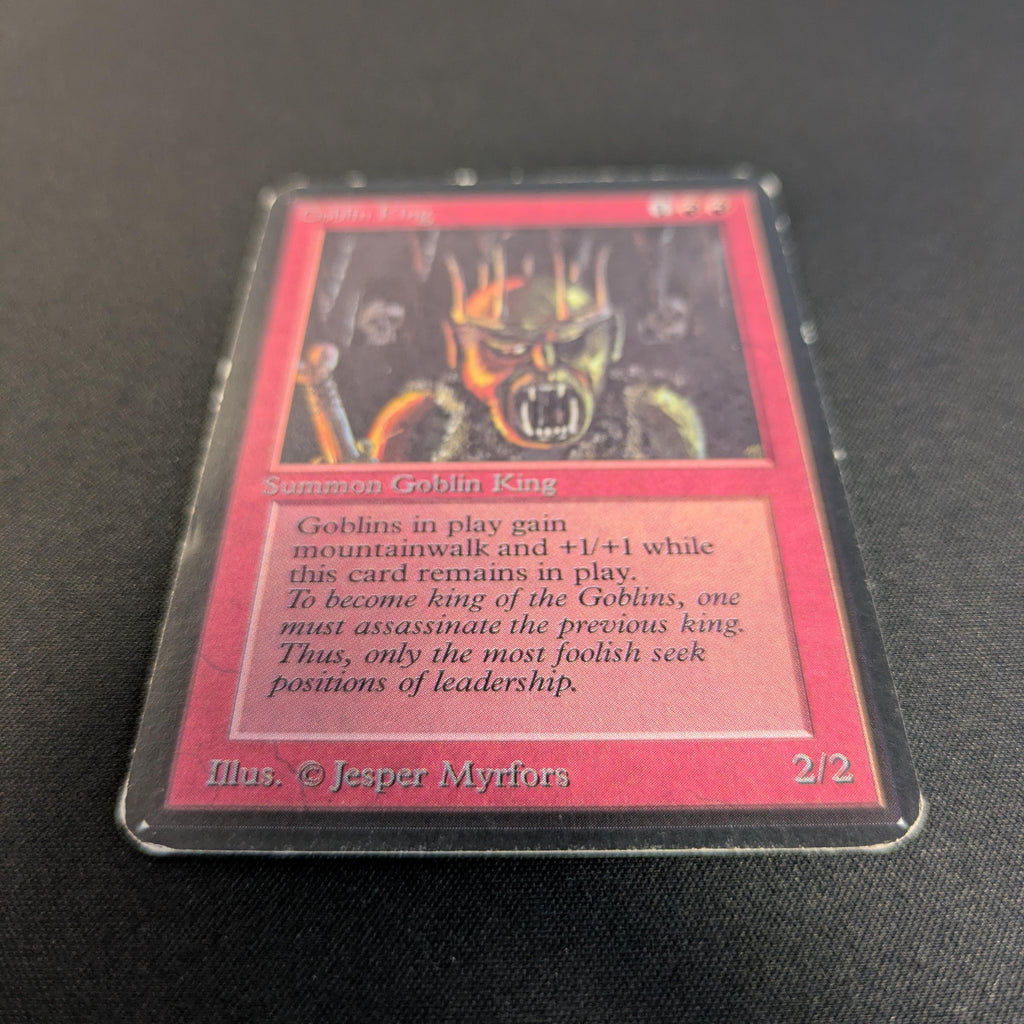 Goblin King
Summon Goblin King
Goblins in play gain
mountainwalk and +1/+1 while
this card remains in play.
To become king of the Goblins, one
must assassinate the previous king.
Thus, only the most foolish seek
positions of leadership.
Illus. © Jesper Myrfors
2/2